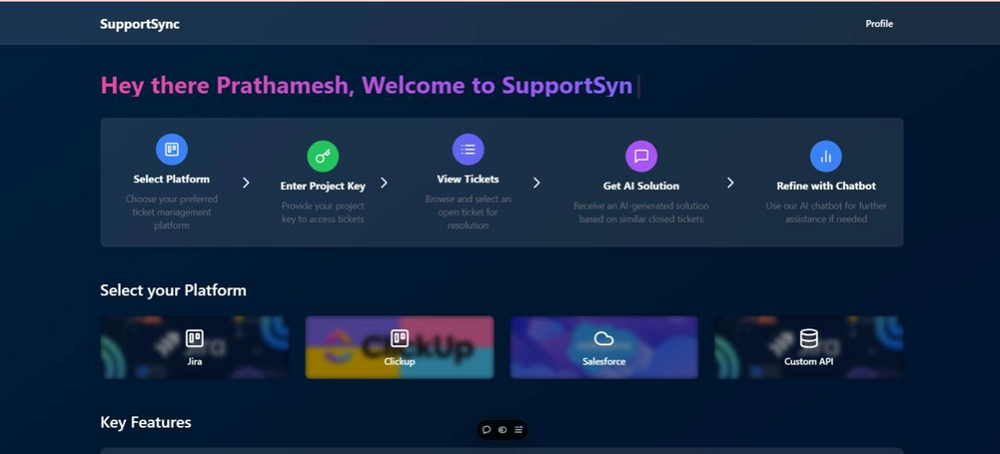 SupportSync
Profile
Hey there Prathamesh, Welcome to SupportSyn
Select Platform
Choose your preferred
ticket management
platform
Enter Project Key
Provide your project
key to access tickets
View Tickets
Browse and select an
open ticket for
resolution
Get AI Solution
Receive an AI-generated solution
based on similar closed tickets
Refine with Chatbot
Use our AI chatbot for further
assistance if needed
Select your Platform
Jira
ClickUp
Clickup
Salesforce
Custom API
Key Features